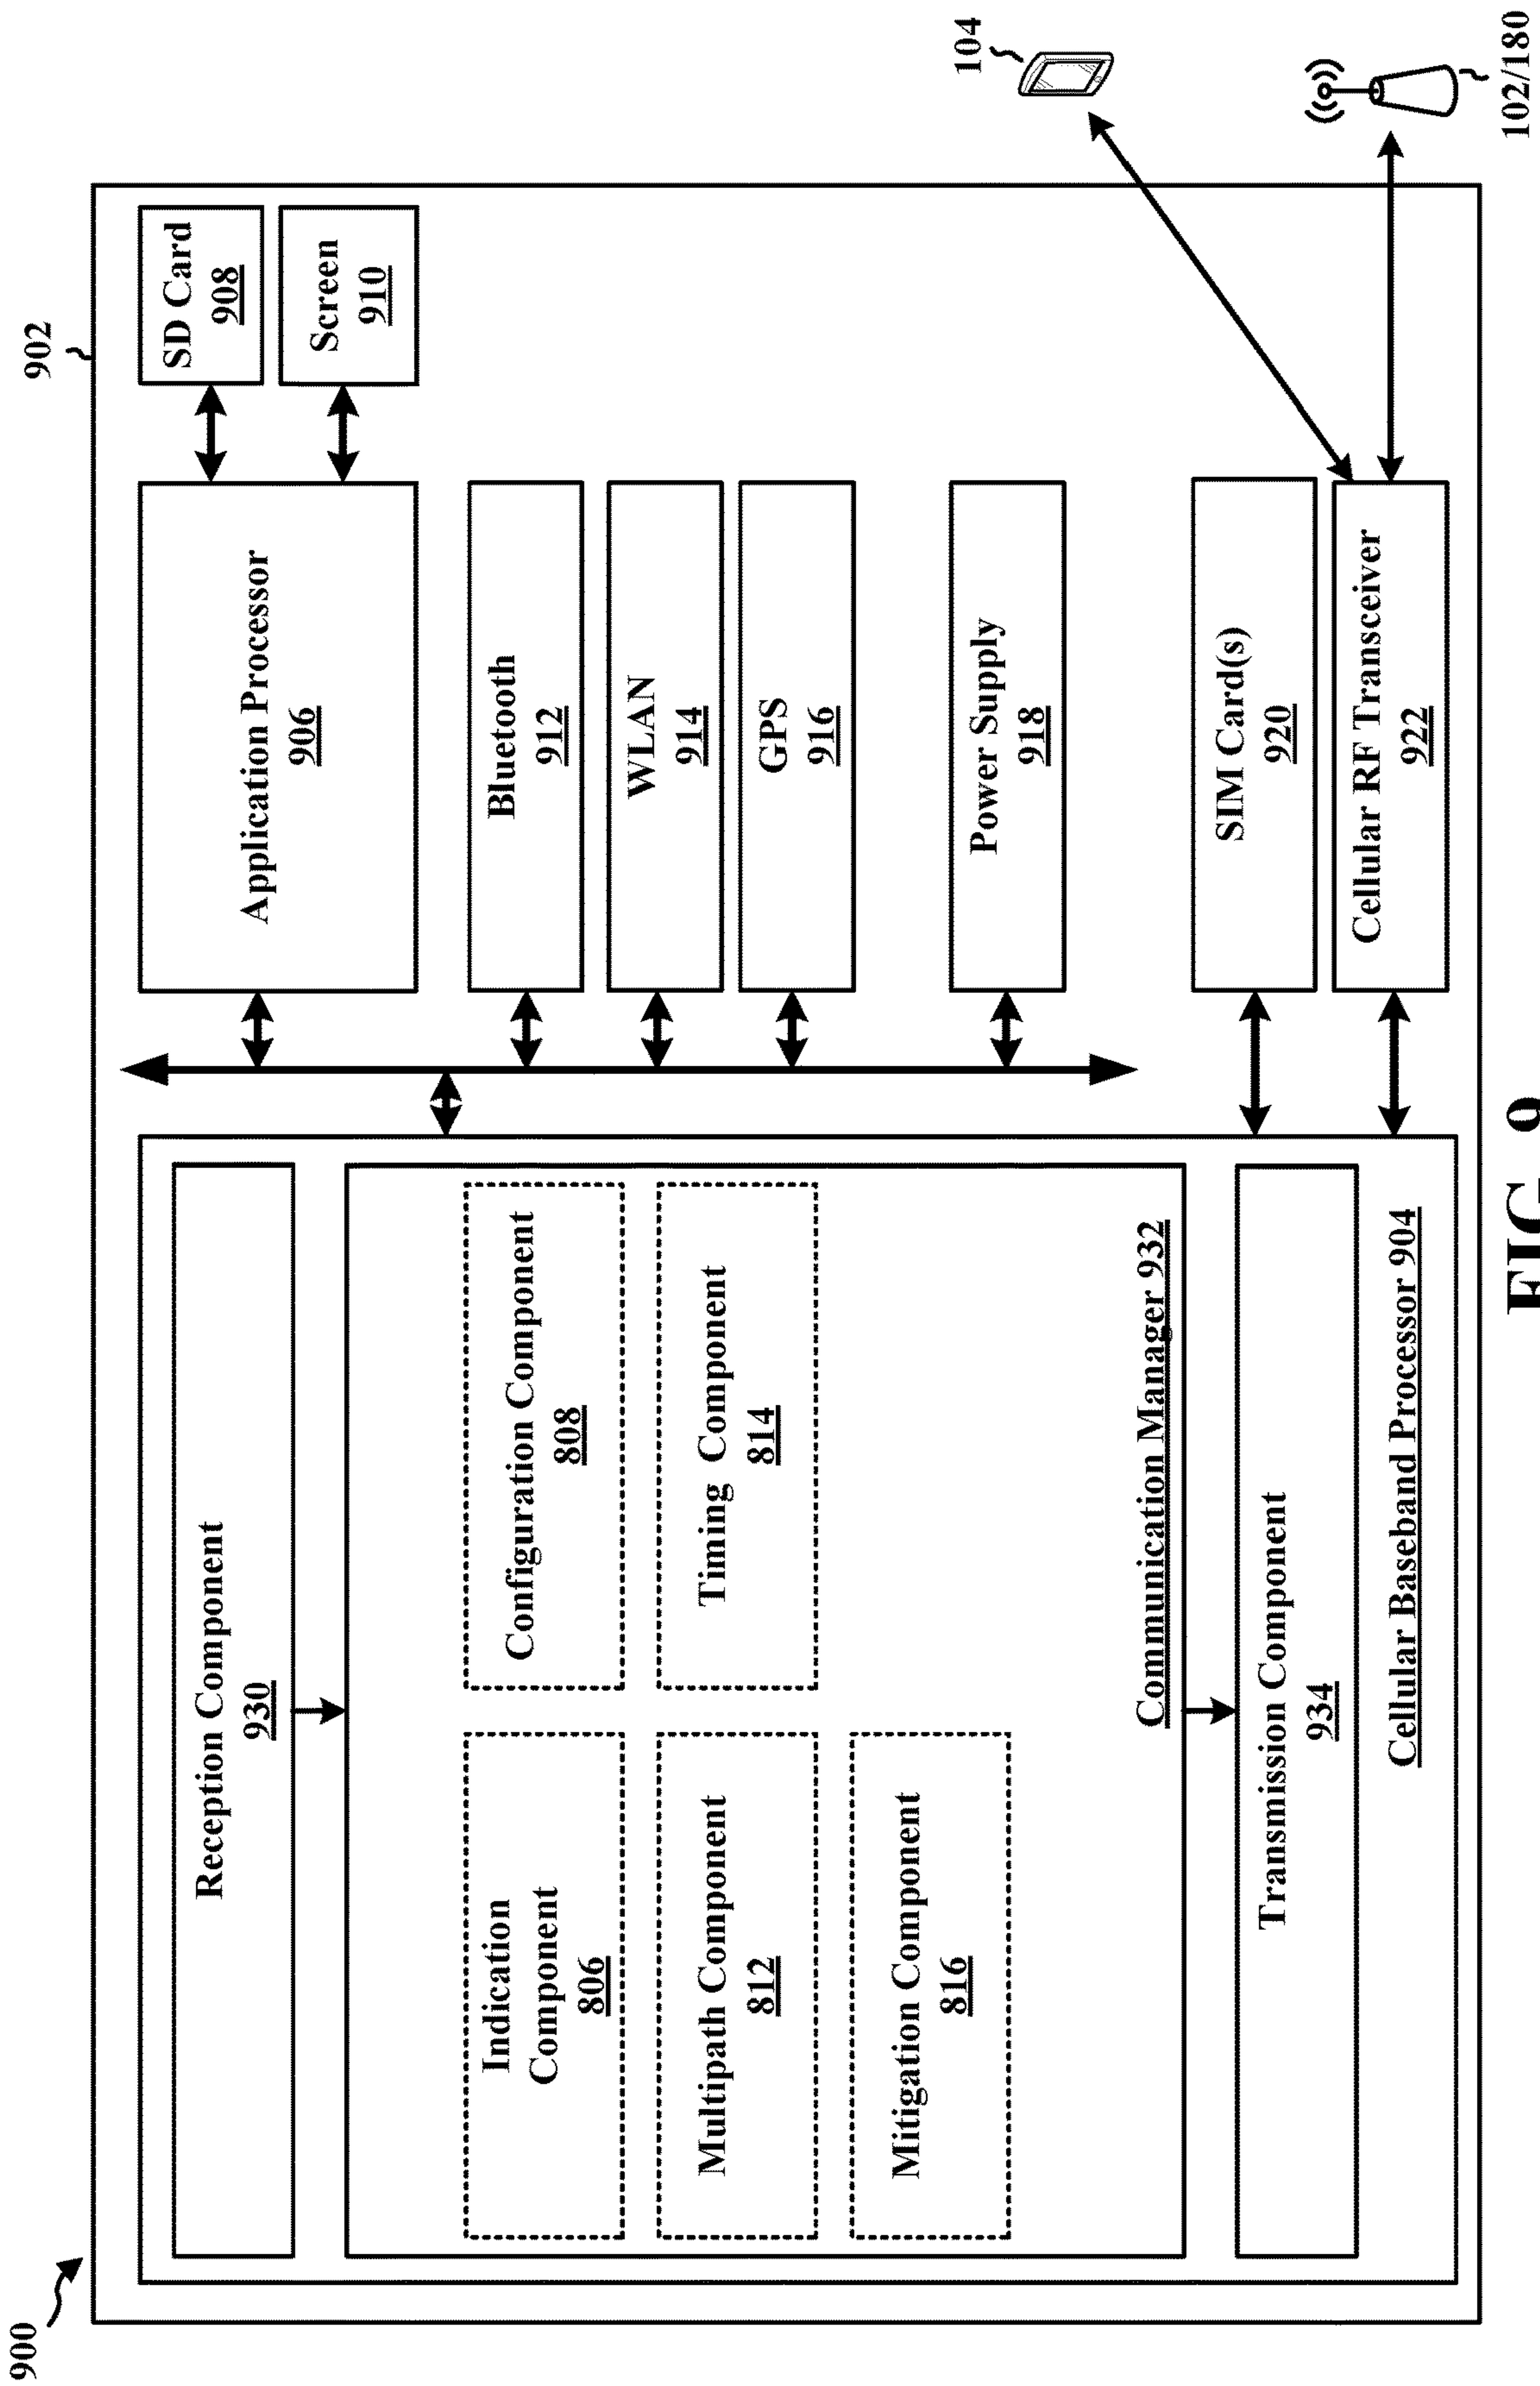 900
902
Reception Component
930
Indication
Component
806
Configuration Component
808
Multipath Component
812
Timing Component
814
Mitigation Component
816
Communication Manager 932
Transmission Component
934
Cellular Baseband Processor 904
Application Processor
906
SD Card
908
Screen
910
Bluetooth
912
WLAN
914
GPS
916
Power Supply
918
SIM Card(s)
920
Cellular RF Transceiver
922
104
102/180
FIG. 9